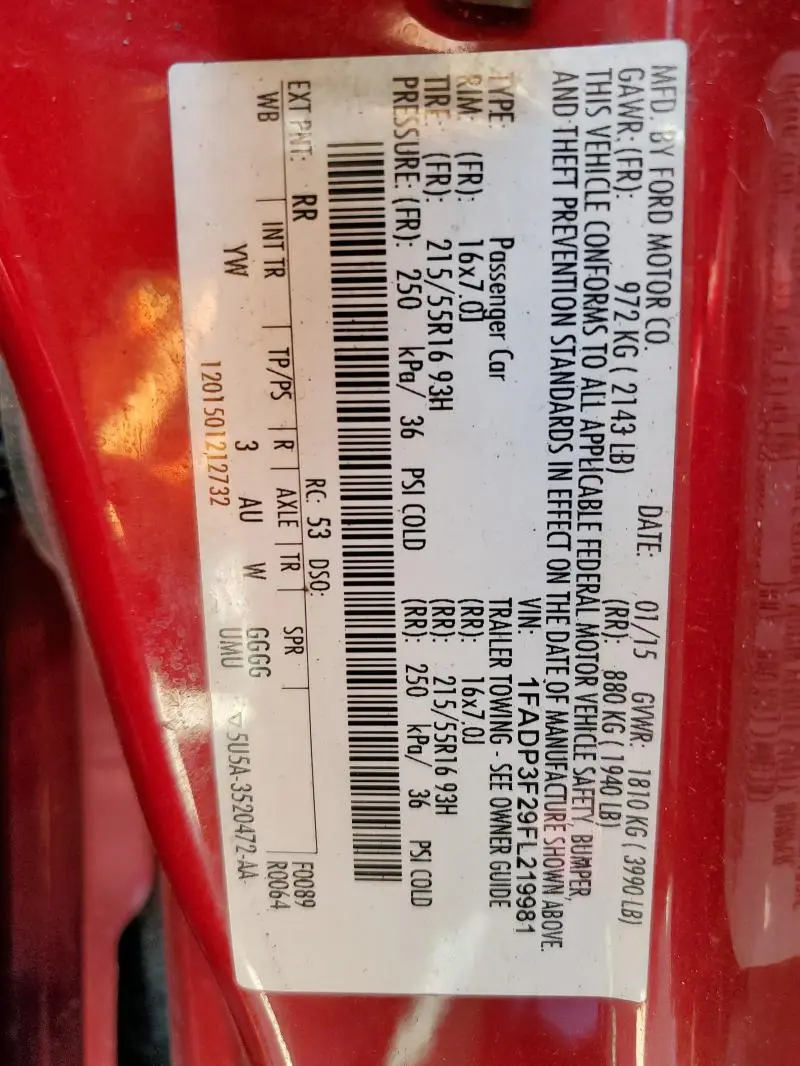 MFD. BY FORD MOTOR CO.
DATE: 01/15 GVWR: 1810 KG ( 3990 LB)
GAWR: (FR): 972 KG ( 2143 LB) (RR): 880 KG ( 1940 LB)
THIS VEHICLE CONFORMS TO ALL APPLICABLE FEDERAL MOTOR VEHICLE SAFETY, BUMPER,
AND THEFT PREVENTION STANDARDS IN EFFECT ON THE DATE OF MANUFACTURE SHOWN ABOVE.
VIN: 1FADP3F29FL219981
TYPE: Passenger Car TRAILER TOWING - SEE OWNER GUIDE
RIM: (FR): 16x7.0J (RR): 16x7.0J
TIRE: (FR): 215/55R16 93H (RR): 215/55R16 93H
PRESSURE: (FR): 250 kPa/ 36 PSI COLD (RR): 250 kPa/ 36 PSI COLD
EXT PNT: RR RC: 53 DSO: F0089
WB INT TR TP/PS R AXLE TR SPR R0064
YW 3 AU W GGGG
UMU ▽5U5A-3520472-AA
1201501212732